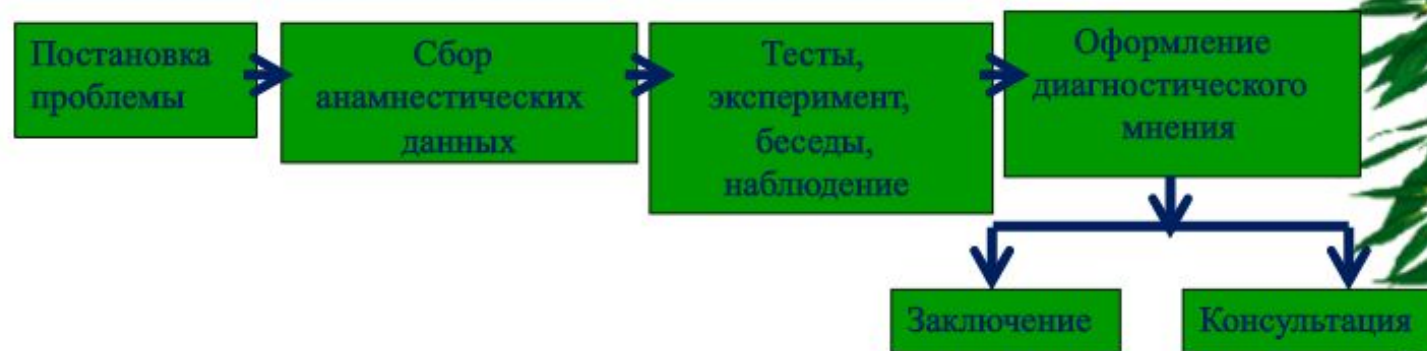 Постановка
проблемы
Сбор
анамнестических
данных
Тесты,
эксперимент,
беседы,
наблюдение
Оформление
диагностического
мнения
Заключение
Консультация